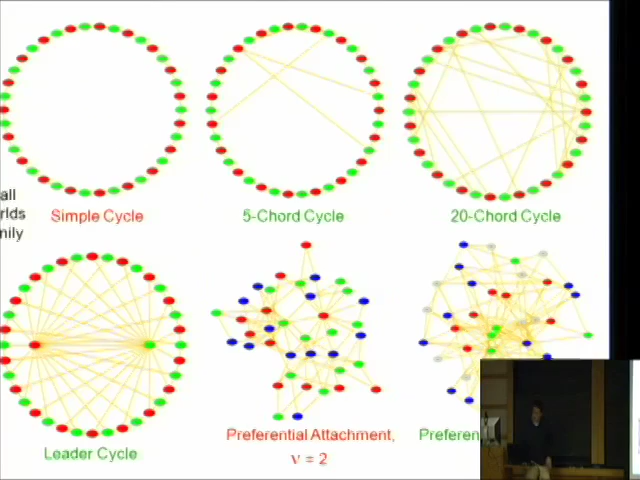 all
rlds
nily
Simple Cycle
5-Chord Cycle
20-Chord Cycle
Leader Cycle
Preferential Attachment,
ν = 2
Preferen